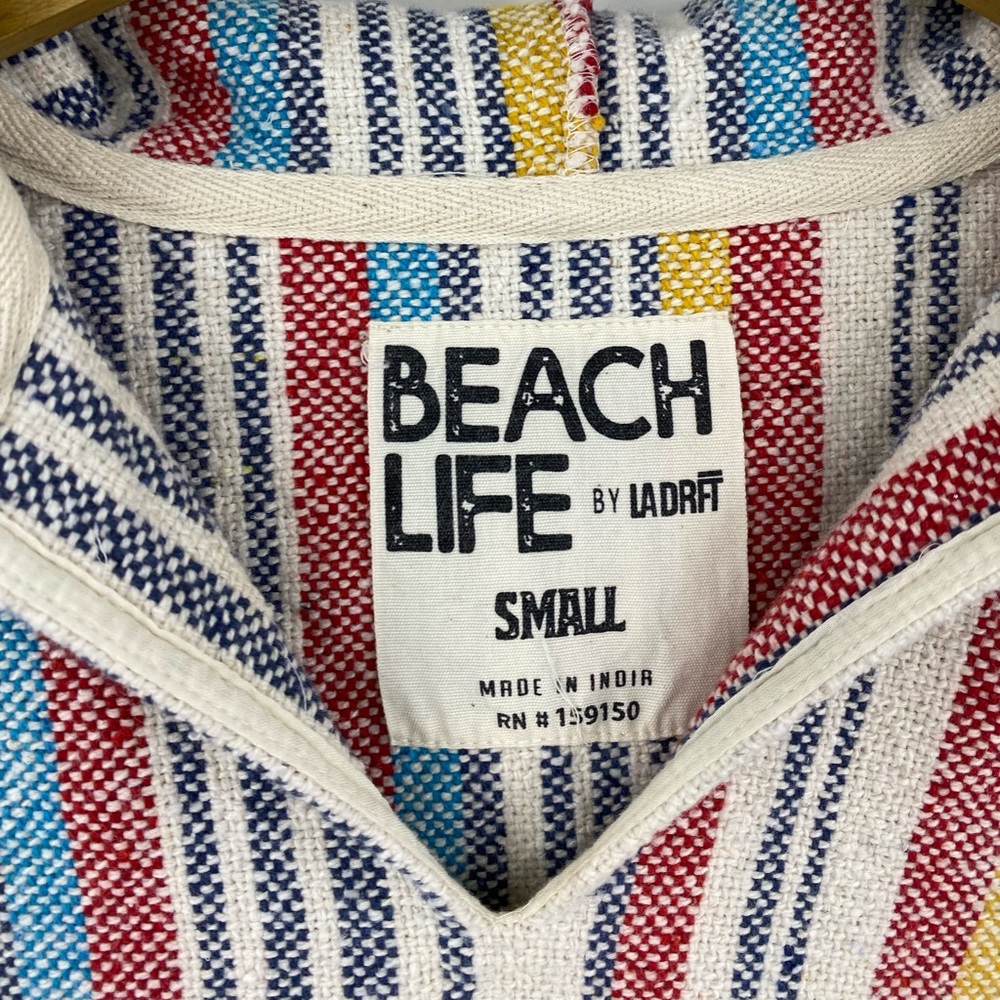 BEACH
LIFE BY LA DRFT
SMALL
MADE IN INDIA
RN # 159150